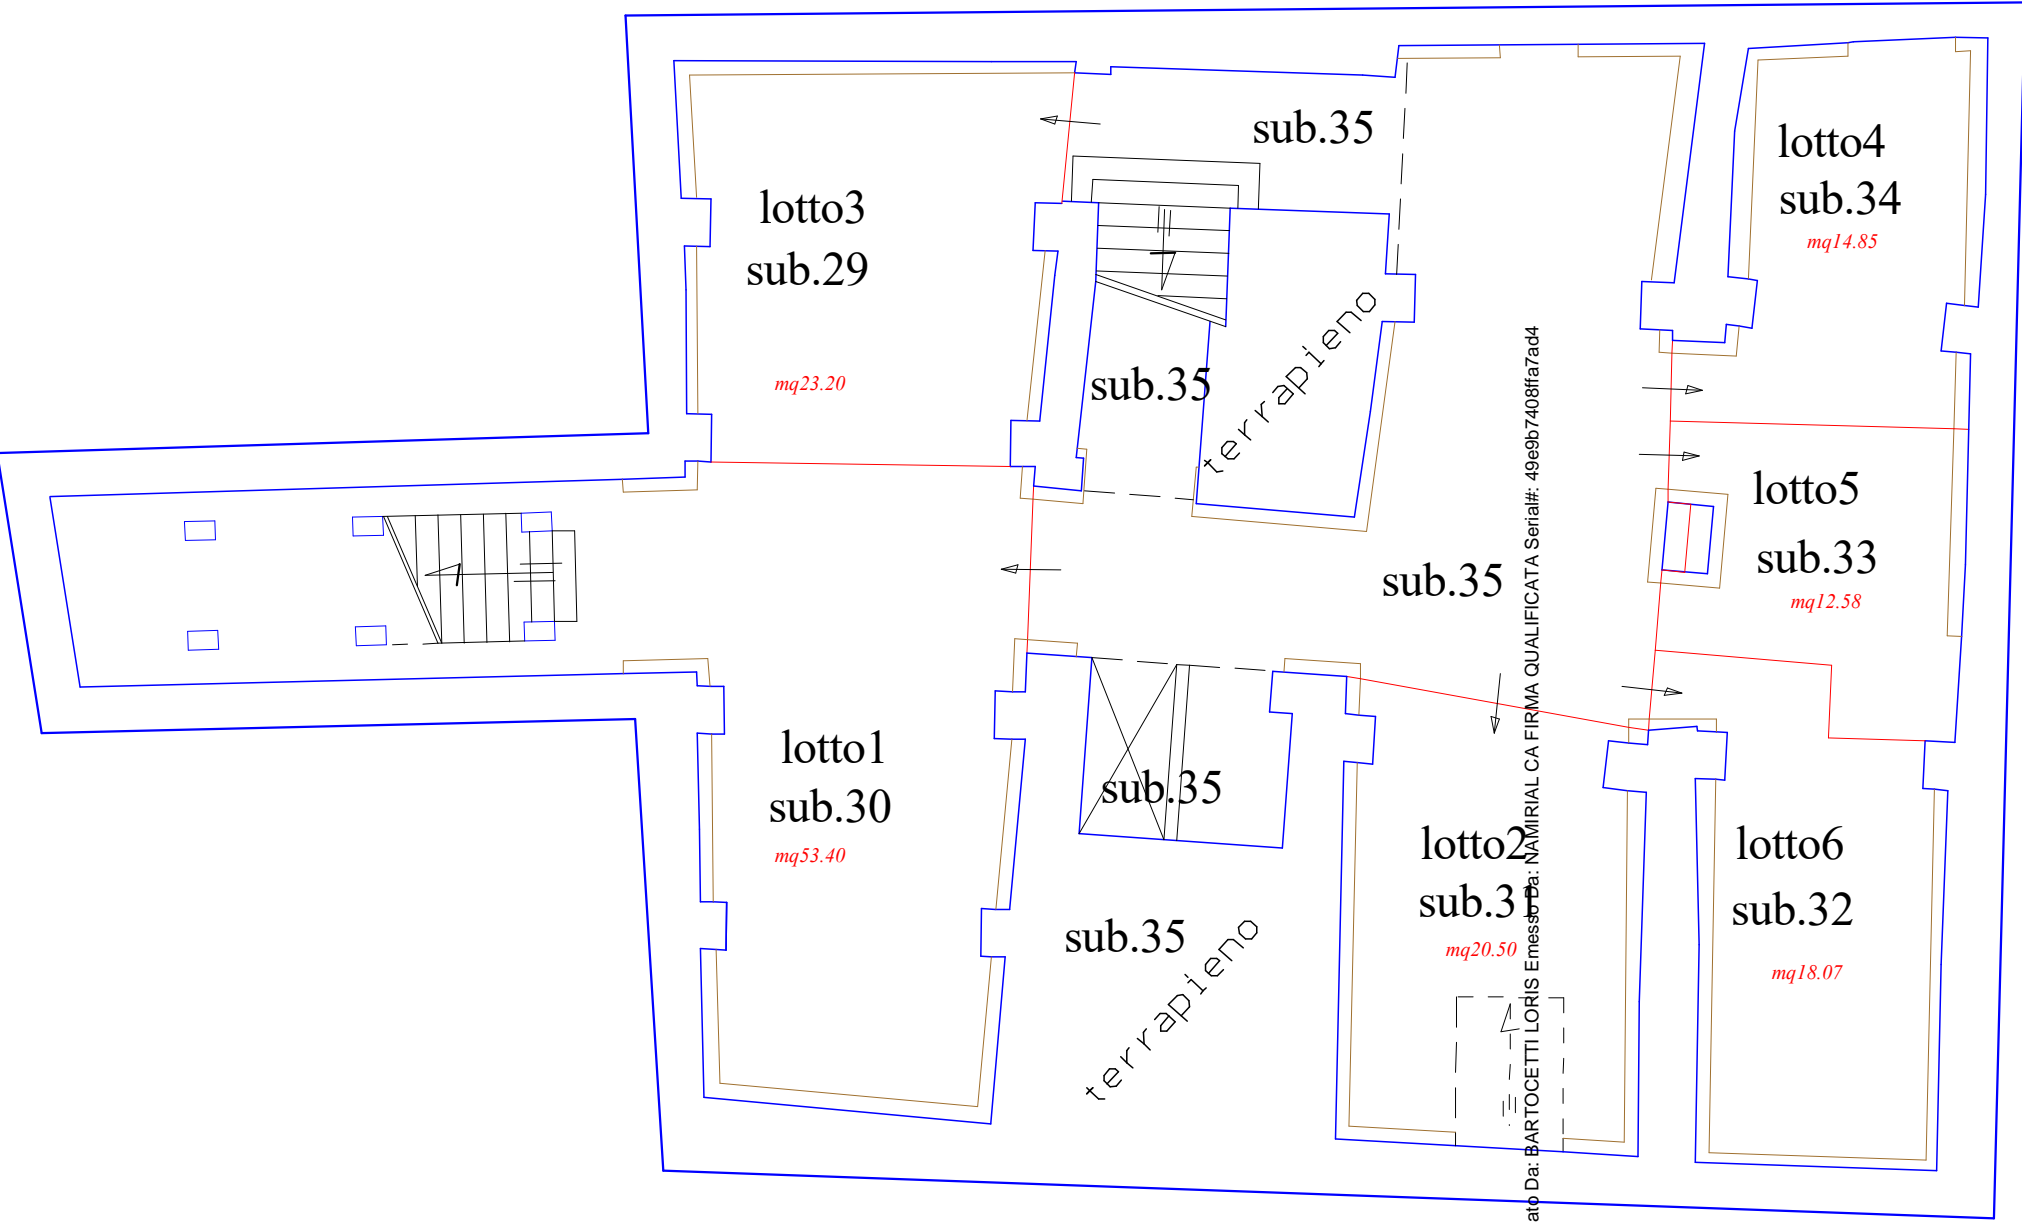 sub.35
lotto4
sub.34
mq14.85
lotto3
sub.29
mq23.20
sub.35
terrapieno
lotto5
sub.33
mq12.58
sub.35
lotto1
sub.30
mq53.40
sub.35
lotto2
sub.31
mq20.50
lotto6
sub.32
mq18.07
sub.35
terrapieno
ato Da: BARTOCETTI LORIS Emesso Da: NAMIRIAL CA FIRMA QUALIFICATA Serial#: 49e9b7408ffa7ad4